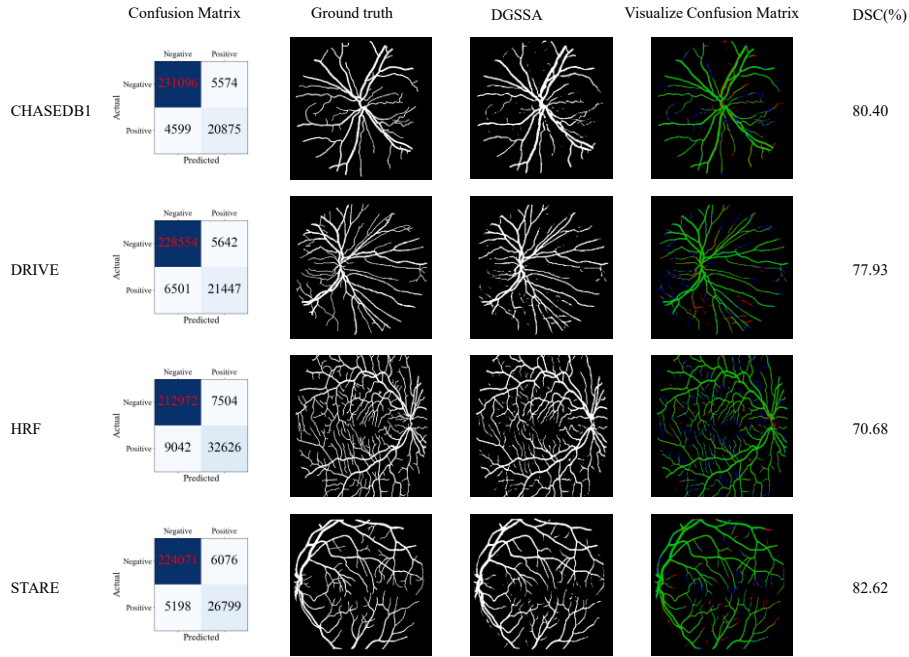 Confusion Matrix Ground truth DGSSA Visualize Confusion Matrix DSC(%)
Negative Positive
CHASEDB1 Actual Negative 231096 5574 80.40
Positive 4599 20875
Predicted
Negative Positive
DRIVE Actual Negative 228554 5642 77.93
Positive 6501 21447
Predicted
Negative Positive
HRF Actual Negative 212972 7504 70.68
Positive 9042 32626
Predicted
Negative Positive
STARE Actual Negative 224071 6076 82.62
Positive 5198 26799
Predicted